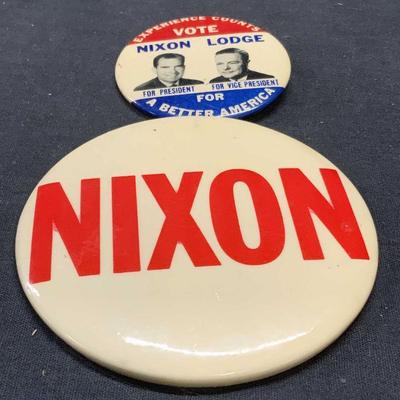 EXPERIENCE COUNTS
VOTE
NIXON LODGE
FOR PRESIDENT FOR VICE PRESIDENT
FOR
A BETTER AMERICA
NIXON